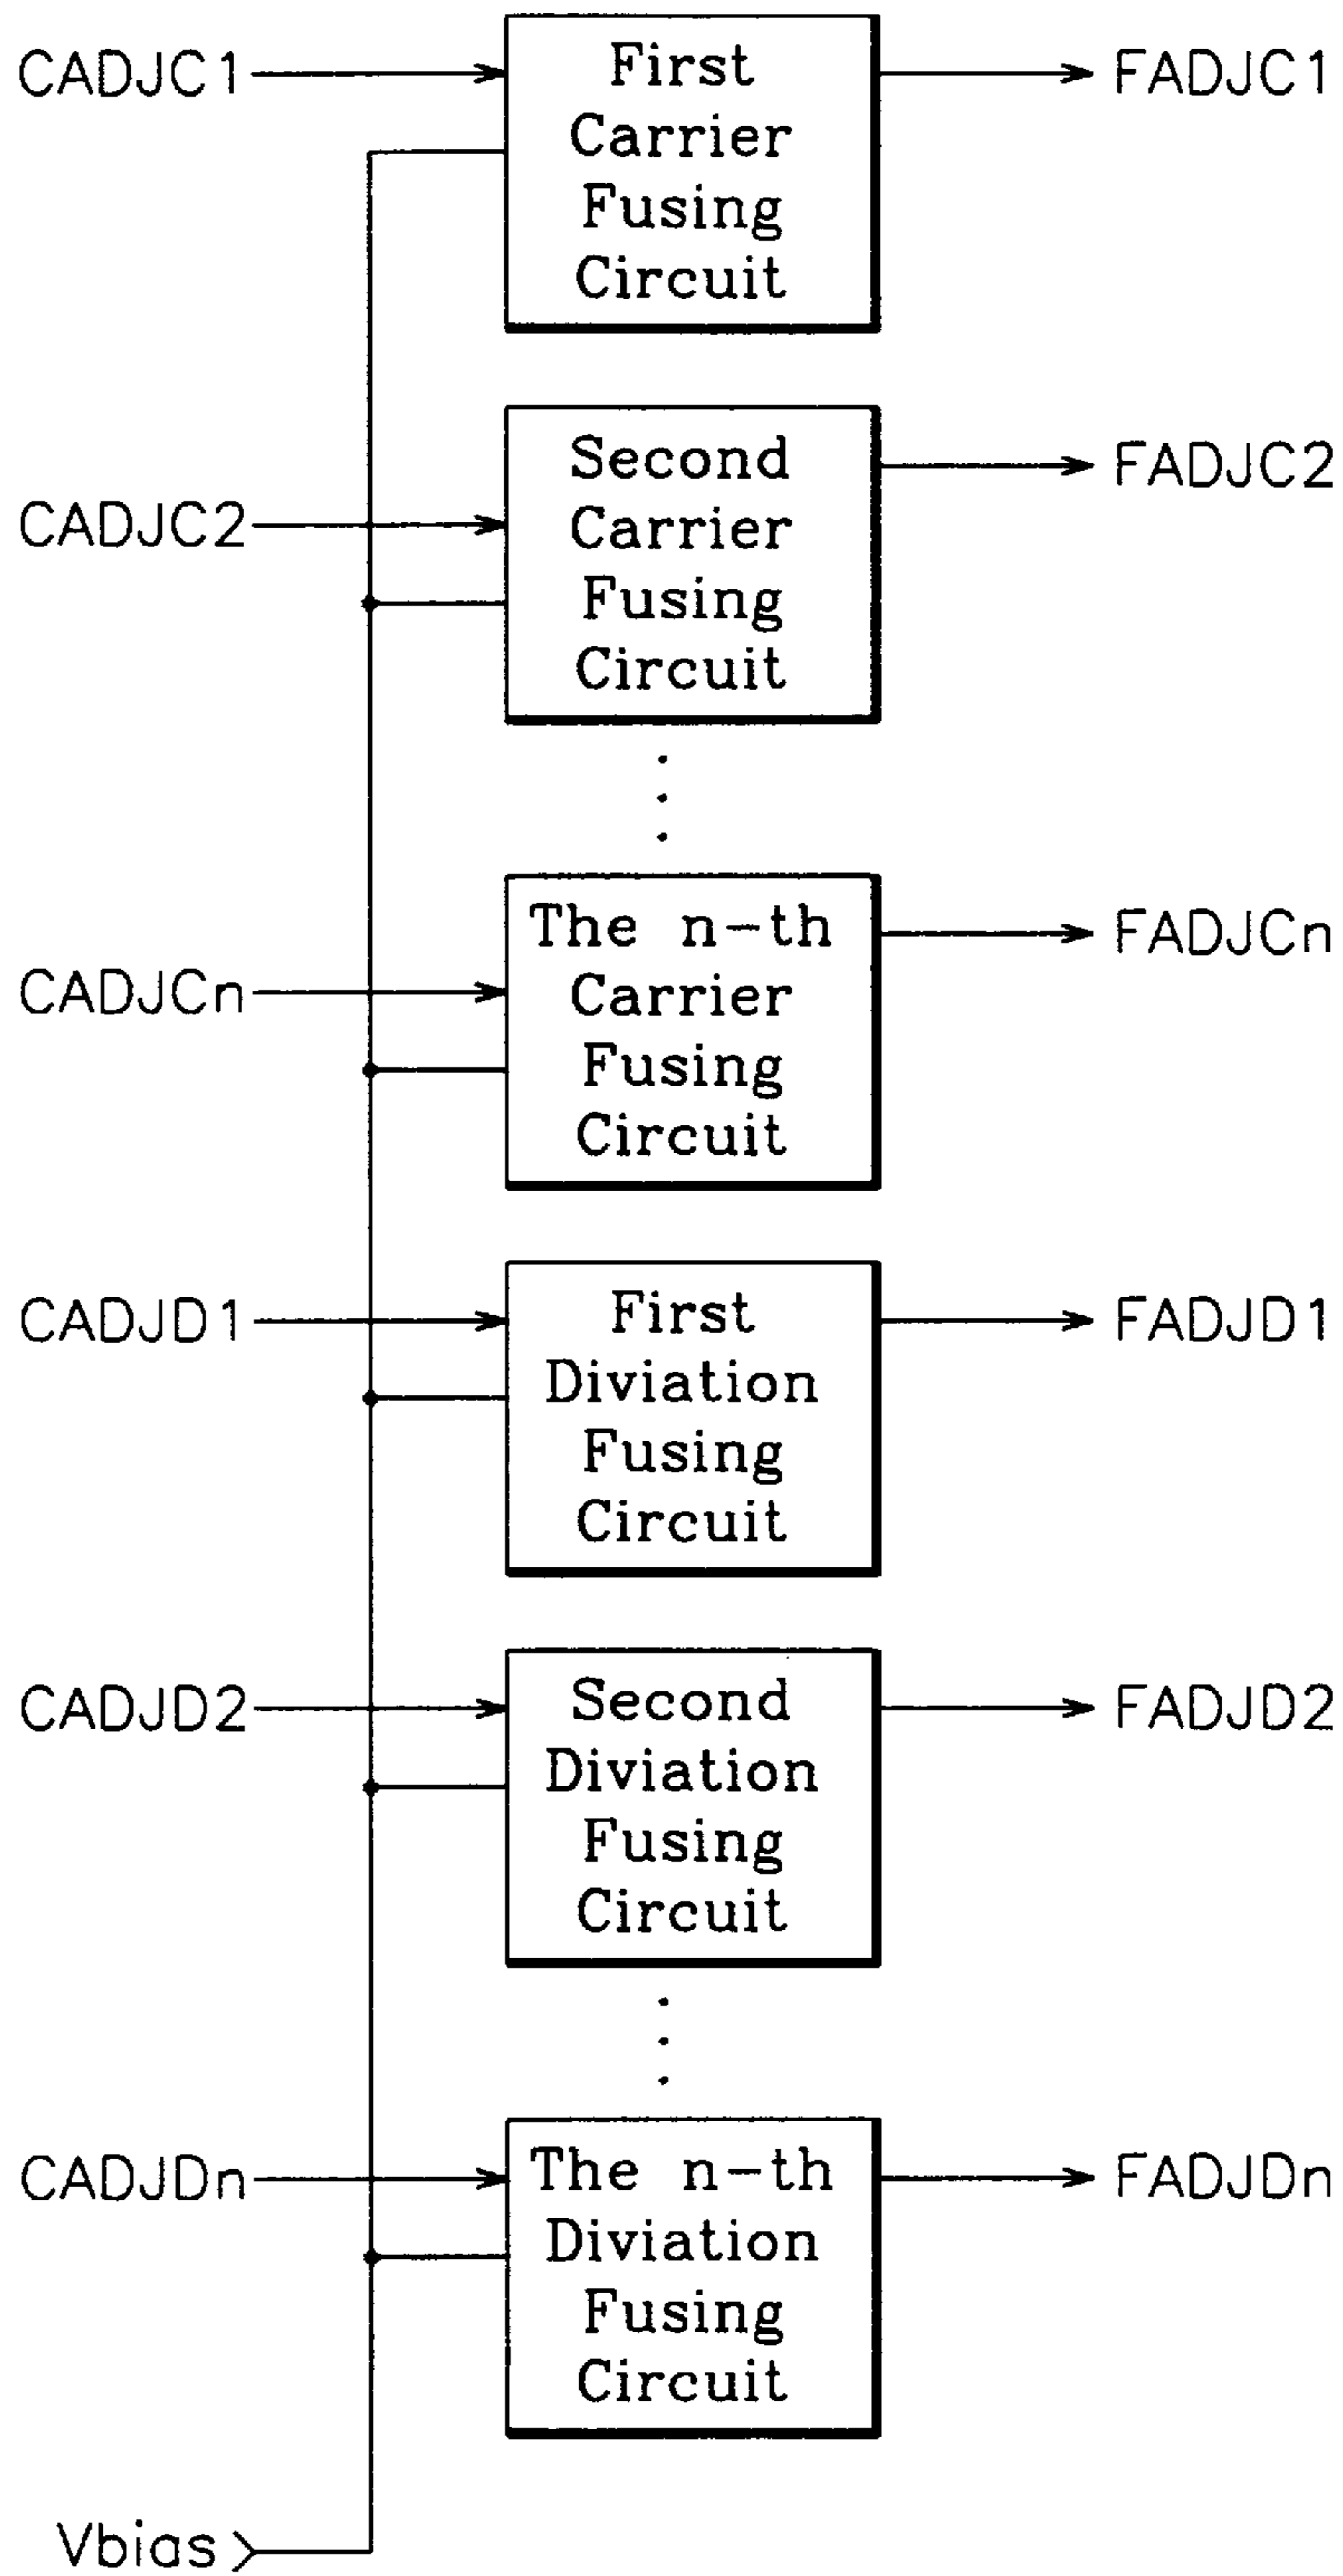 CADJC1
First
Carrier
Fusing
Circuit
FADJC1
CADJC2
Second
Carrier
Fusing
Circuit
FADJC2
CADJCn
The n-th
Carrier
Fusing
Circuit
FADJCn
CADJD1
First
Diviation
Fusing
Circuit
FADJD1
CADJD2
Second
Diviation
Fusing
Circuit
FADJD2
CADJDn
The n-th
Diviation
Fusing
Circuit
FADJDn
Vbias